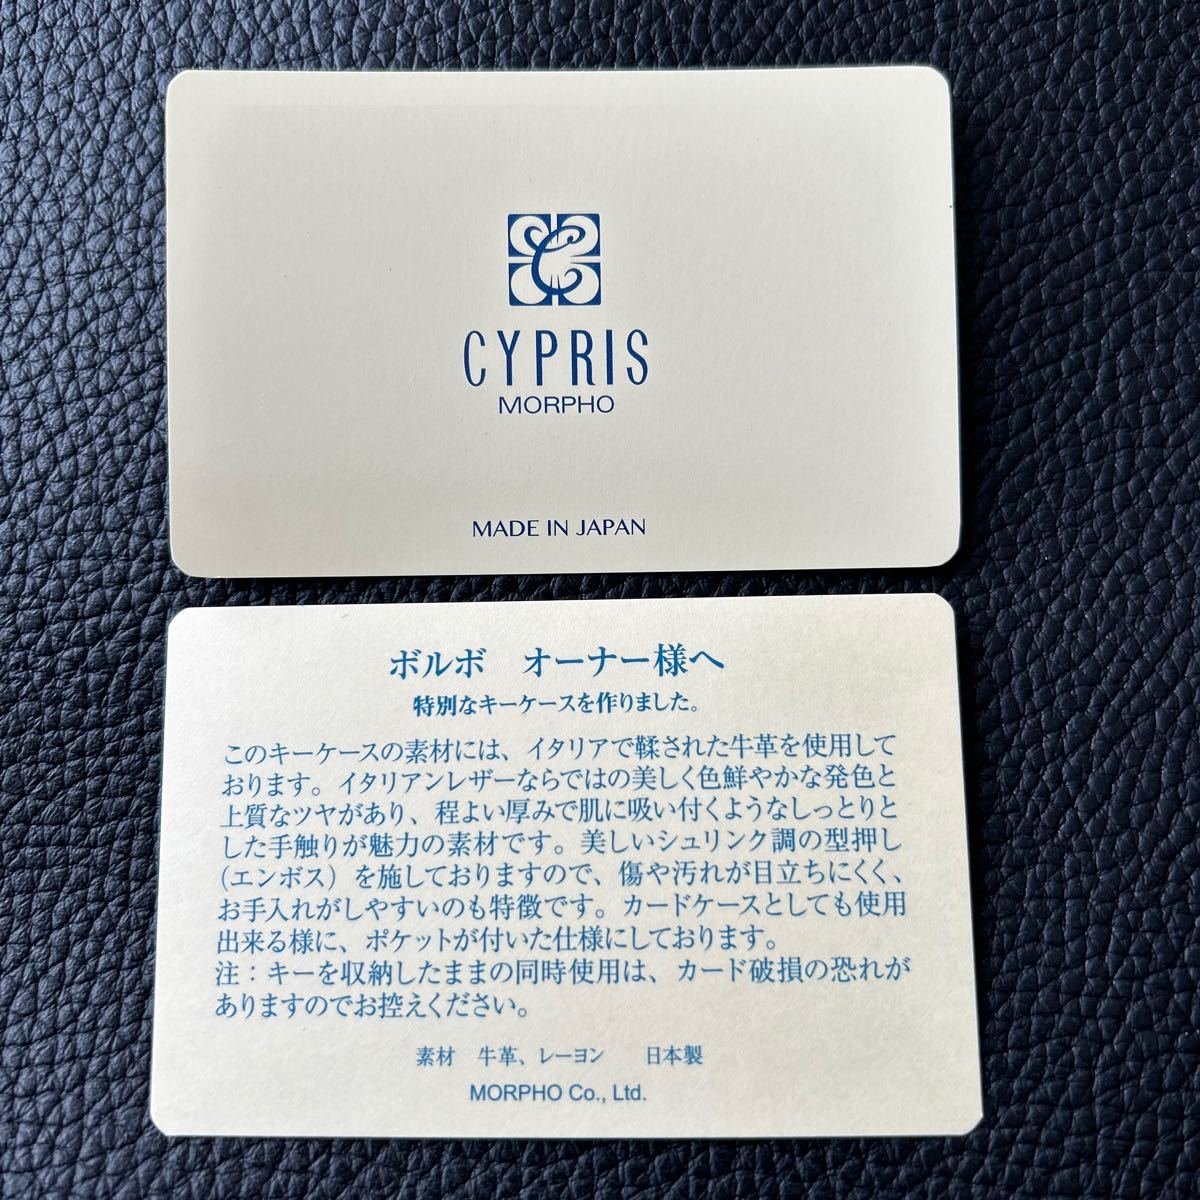 CYPRIS
MORPHO
MADE IN JAPAN
ボルボ　オーナー様へ
特別なキーケースを作りました。
このキーケースの素材には、イタリアで鞣された牛革を使用して
おります。イタリアンレザーならではの美しく色鮮やかな発色と
上質なツヤがあり、程よい厚みで肌に吸い付くようなしっとりと
した手触りが魅力の素材です。美しいシュリンク調の型押し
（エンボス）を施しておりますので、傷や汚れが目立ちにくく、
お手入れがしやすいのも特徴です。カードケースとしても使用
出来る様に、ポケットが付いた仕様にしております。
注：キーを収納したままの同時使用は、カード破損の恐れが
ありますのでお控えください。
素材　牛革、レーヨン　　日本製
MORPHO Co., Ltd.